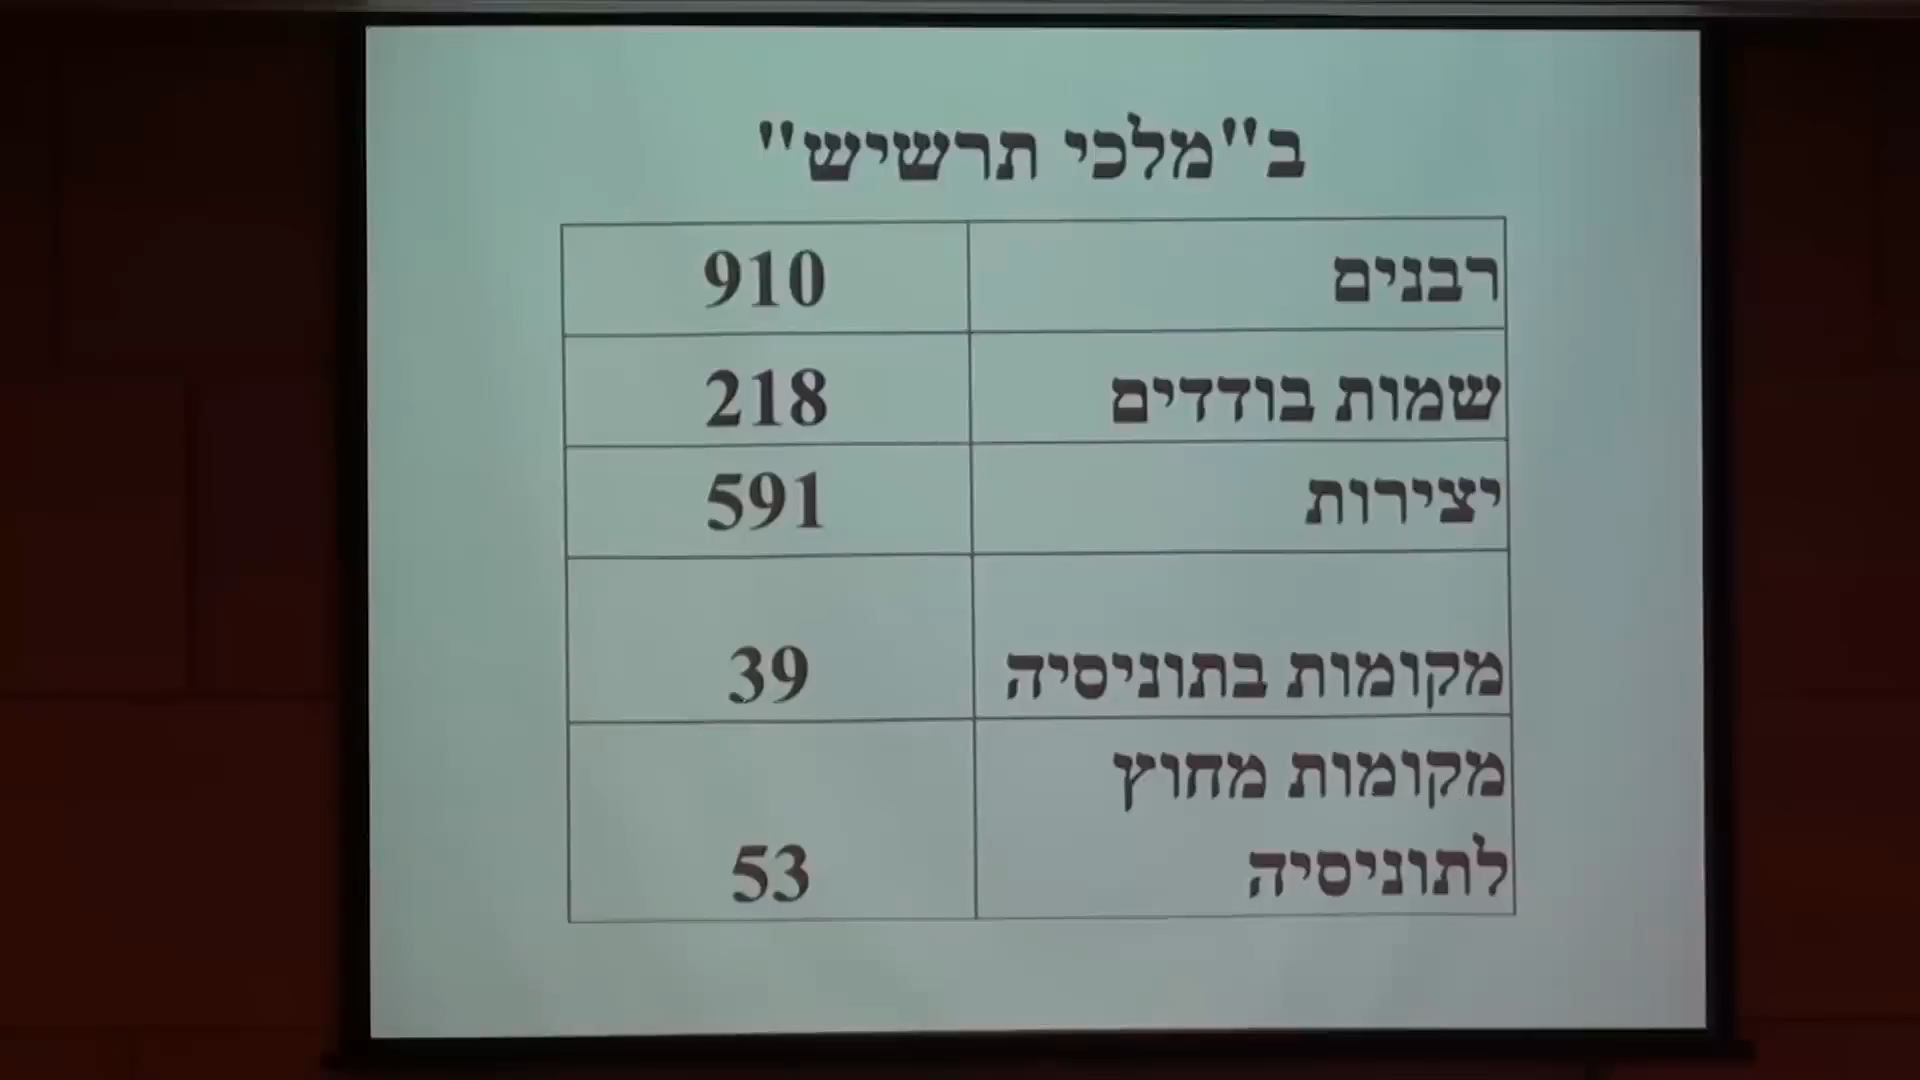 ב"מלכי תרשיש"
רבנים 910
שמות בודדים 218
יצירות 591
מקומות בתוניסיה 39
מקומות מחוץ
לתוניסיה 53